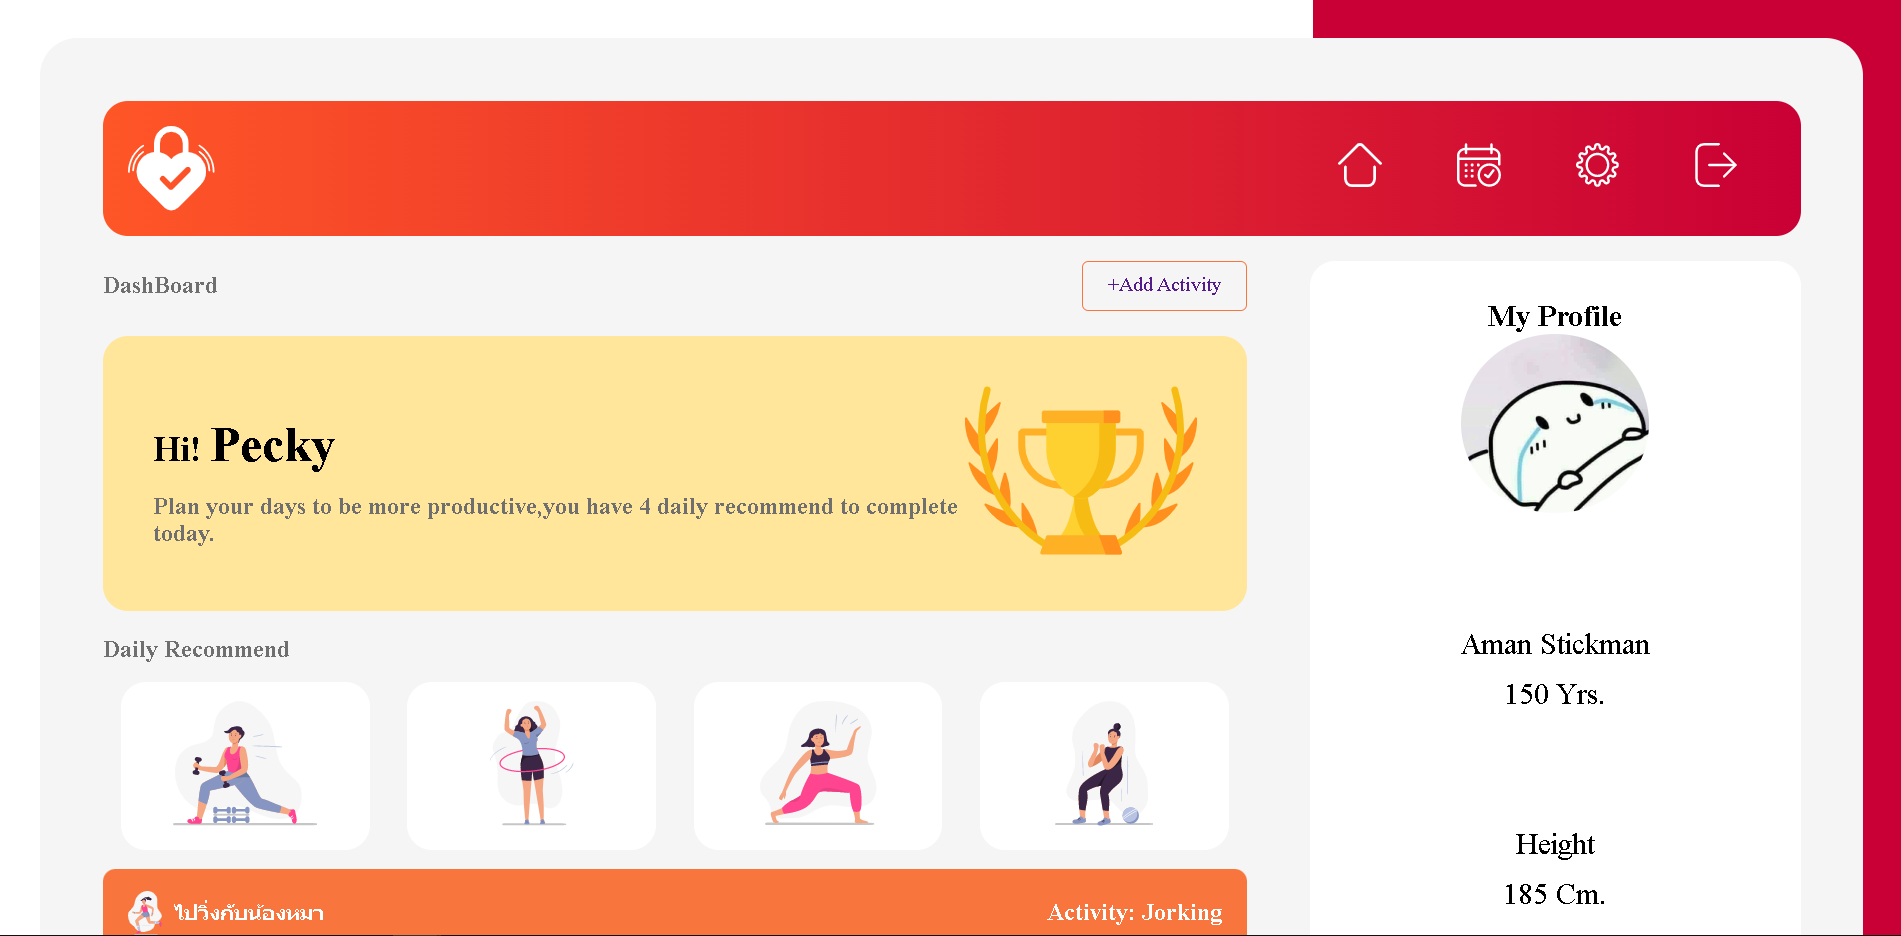 DashBoard
+Add Activity
Hi! Pecky
Plan your days to be more productive,you have 4 daily recommend to complete
today.
Daily Recommend
ไปวิ่งกับน้องหมา
Activity: Jorking
My Profile
Aman Stickman
150 Yrs.
Height
185 Cm.